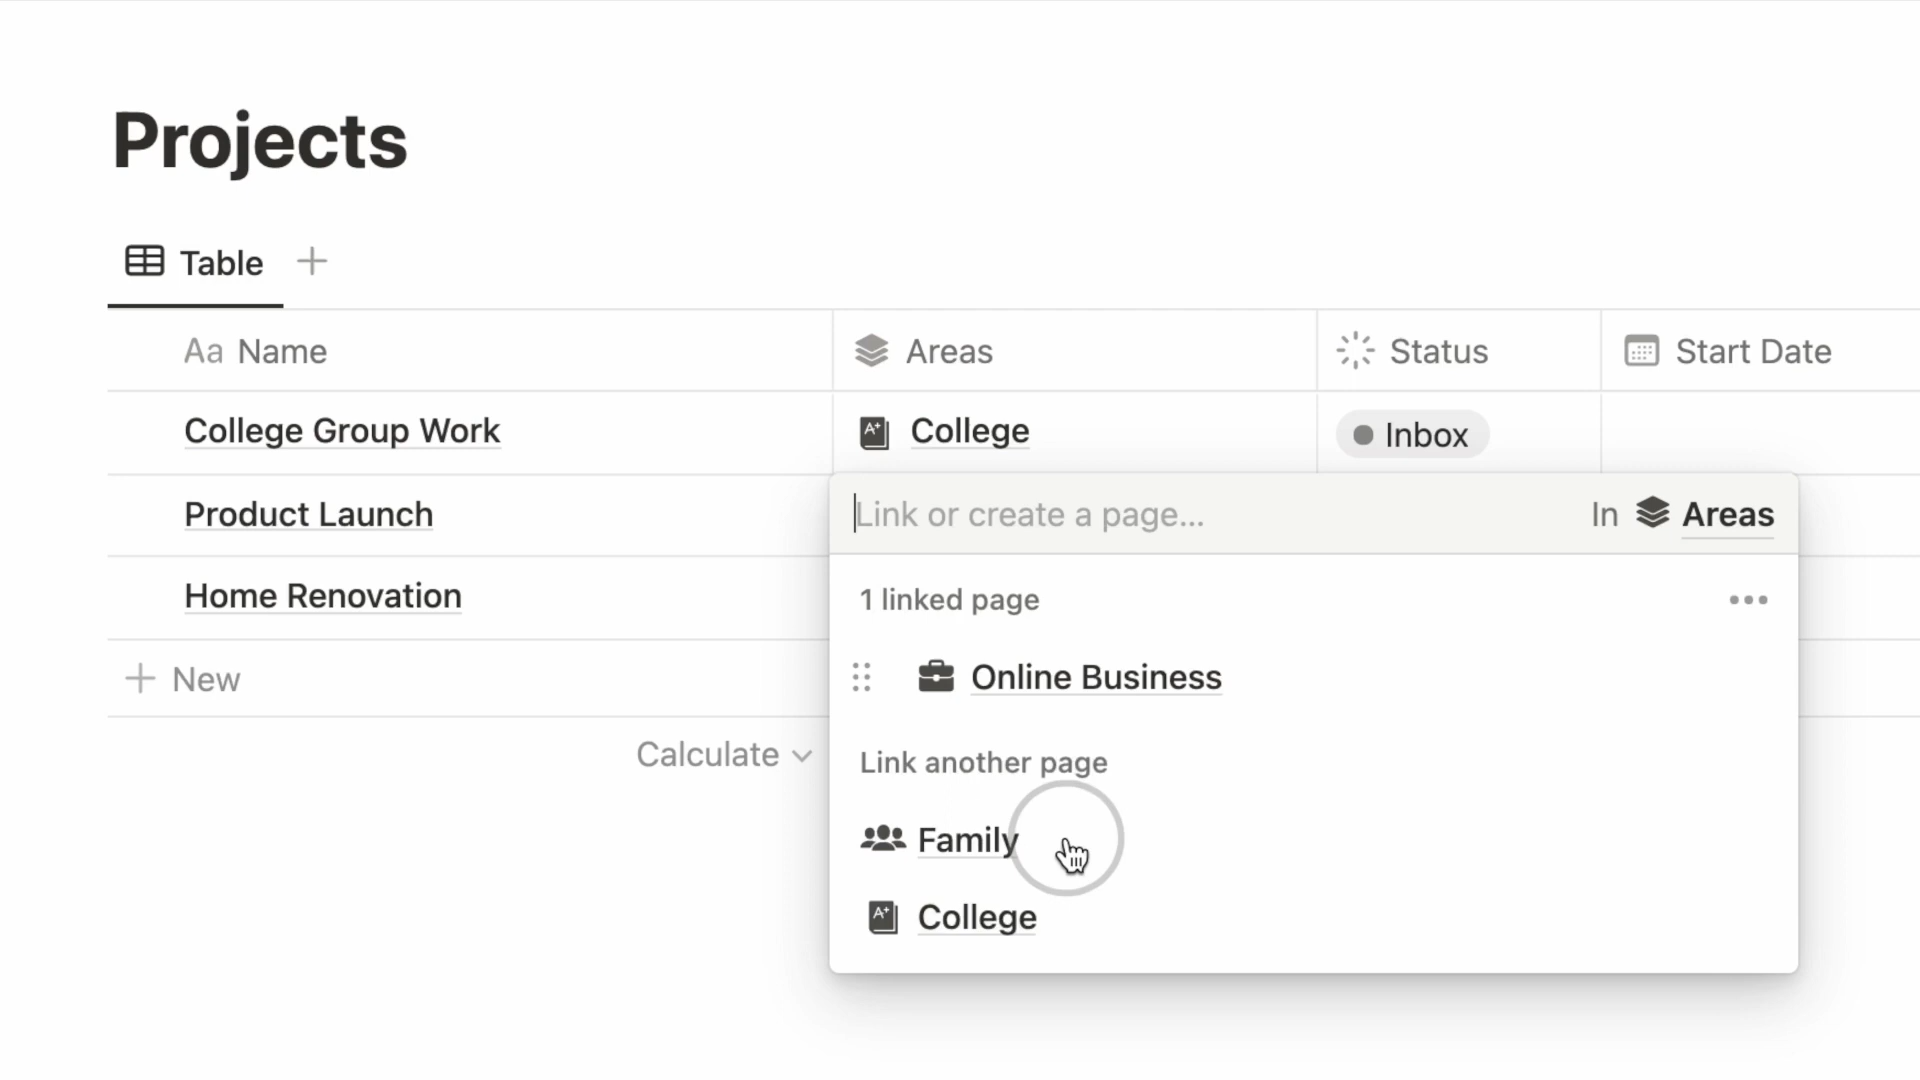 Projects
Table
Aa Name Areas Status Start Date
College Group Work A+ College Inbox
Product Launch Link or create a page... In Areas
Home Renovation 1 linked page
New Online Business
Calculate Link another page
Family
A+ College